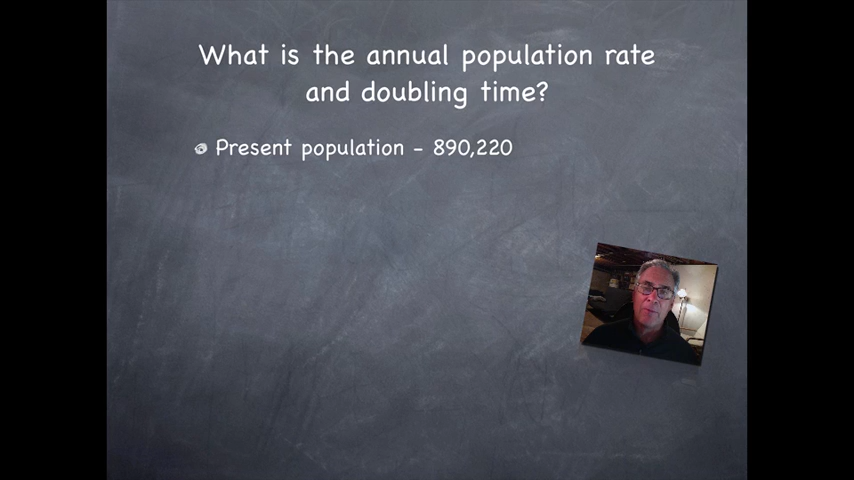 What is the annual population rate
and doubling time?
Present population - 890,220